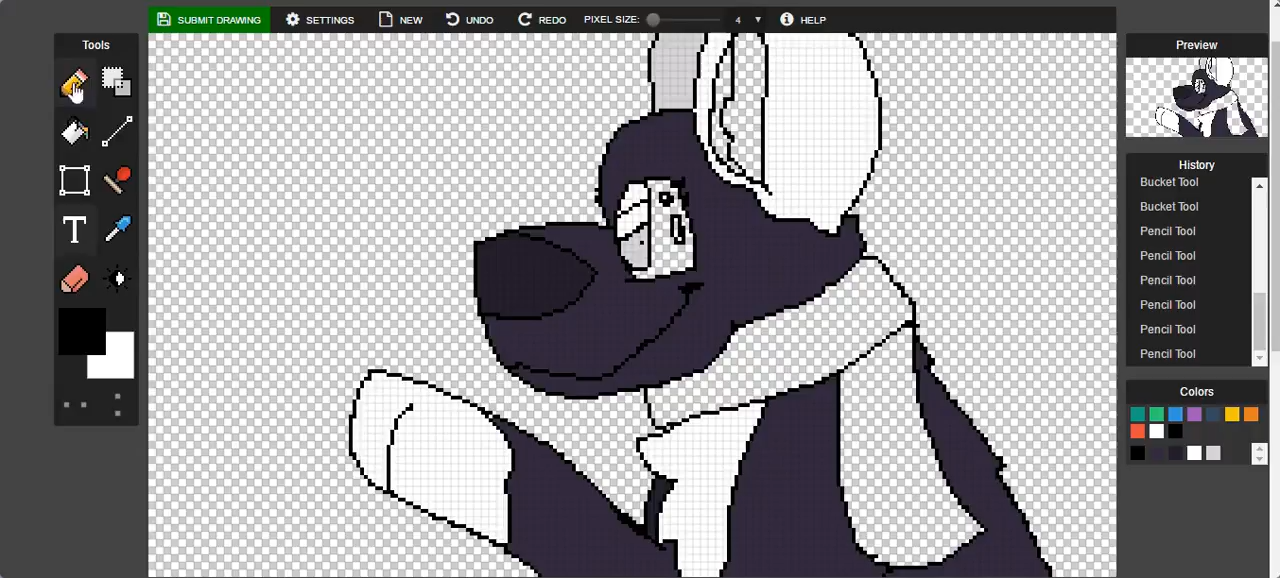 SUBMIT DRAWING SETTINGS NEW UNDO REDO PIXEL SIZE: 4 HELP
Tools
T
Preview
History
Bucket Tool
Bucket Tool
Pencil Tool
Pencil Tool
Pencil Tool
Pencil Tool
Pencil Tool
Pencil Tool
Colors